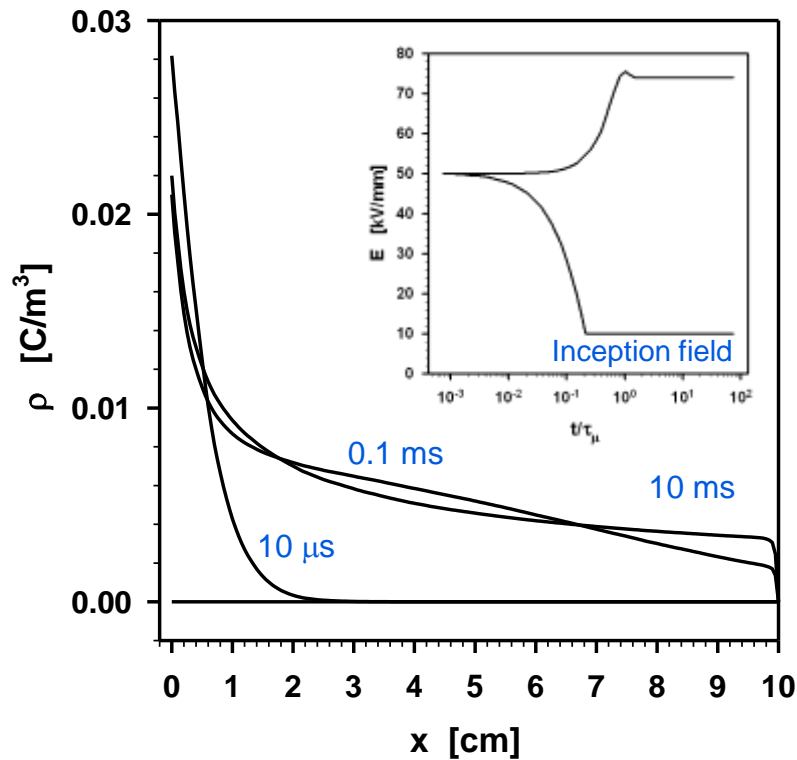 0.03
0.02
0.01
0.00
ρ [C/m³]
0 1 2 3 4 5 6 7 8 9 10
x [cm]
0.1 ms
10 ms
10 μs
80
70
60
50
40
30
20
10
0
E [kV/mm]
Inception field
10⁻³ 10⁻² 10⁻¹ 10⁰ 10¹ 10²
t/τμ